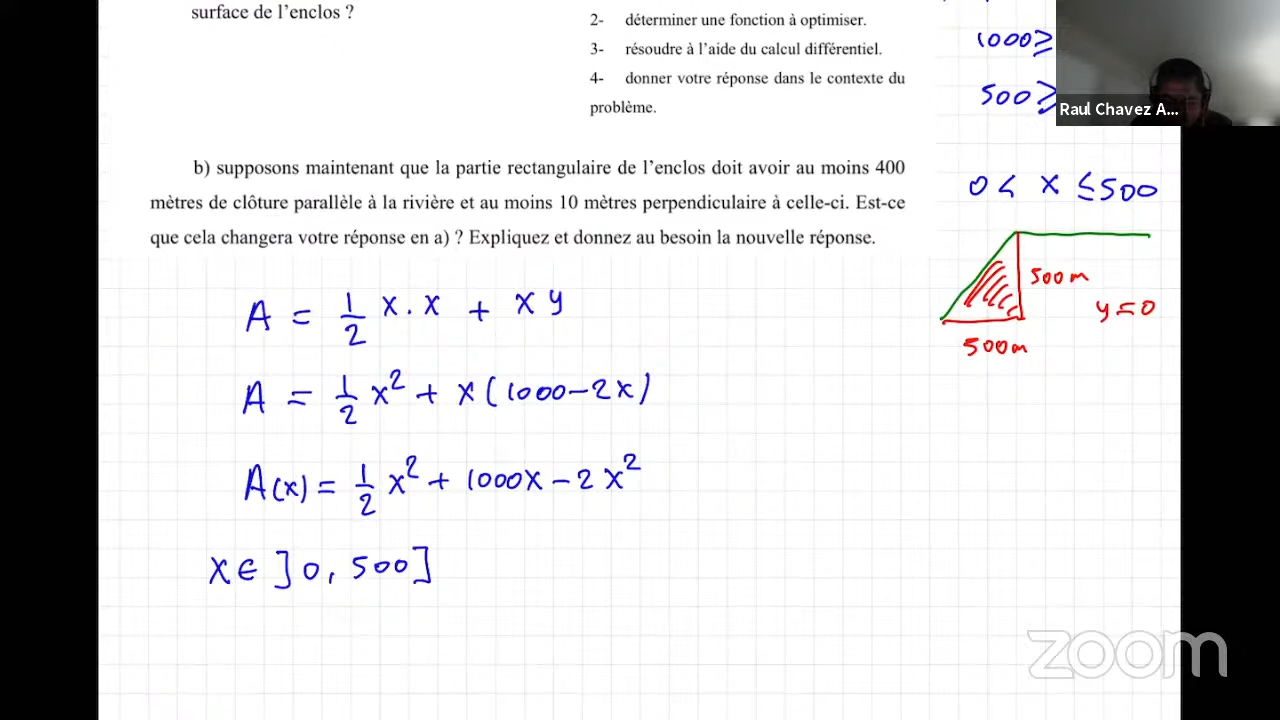 surface de l'enclos ?
2- déterminer une fonction à optimiser.
3- résoudre à l'aide du calcul différentiel.
4- donner votre réponse dans le contexte du
problème.
1000≥
500≥
Raul Chavez A...
b) supposons maintenant que la partie rectangulaire de l'enclos doit avoir au moins 400
mètres de clôture parallèle à la rivière et au moins 10 mètres perpendiculaire à celle-ci. Est-ce
que cela changera votre réponse en a) ? Expliquez et donnez au besoin la nouvelle réponse.
0 < x ≤ 500
500 m
y = 0
500 m
A = 1/2 x . x + x y
A = 1/2 x² + x(1000 - 2x)
A(x) = 1/2 x² + 1000x - 2x²
x ∈ ]0, 500]
zoom